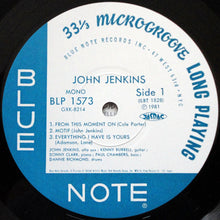 33⅓ MICROGROOVE LONG PLAYING
BLUE NOTE RECORDS INC • 47 WEST 63rd • NYC
JOHN JENKINS
MONO
BLP 1573
GXK-8214
Side 1
(LST 1828)
℗ 1981
1. FROM THIS MOMENT ON (Cole Porter)
2. MOTIF (John Jenkins)
3. EVERYTHING I HAVE IS YOURS
(Adamson, Lane)
JOHN JENKINS, alto sax, KENNY BURRELL, guitar,
SONNY CLARK, piano, PAUL CHAMBERS, bass,
DANNIE RICHMOND, drums.
BLUE
NOTE